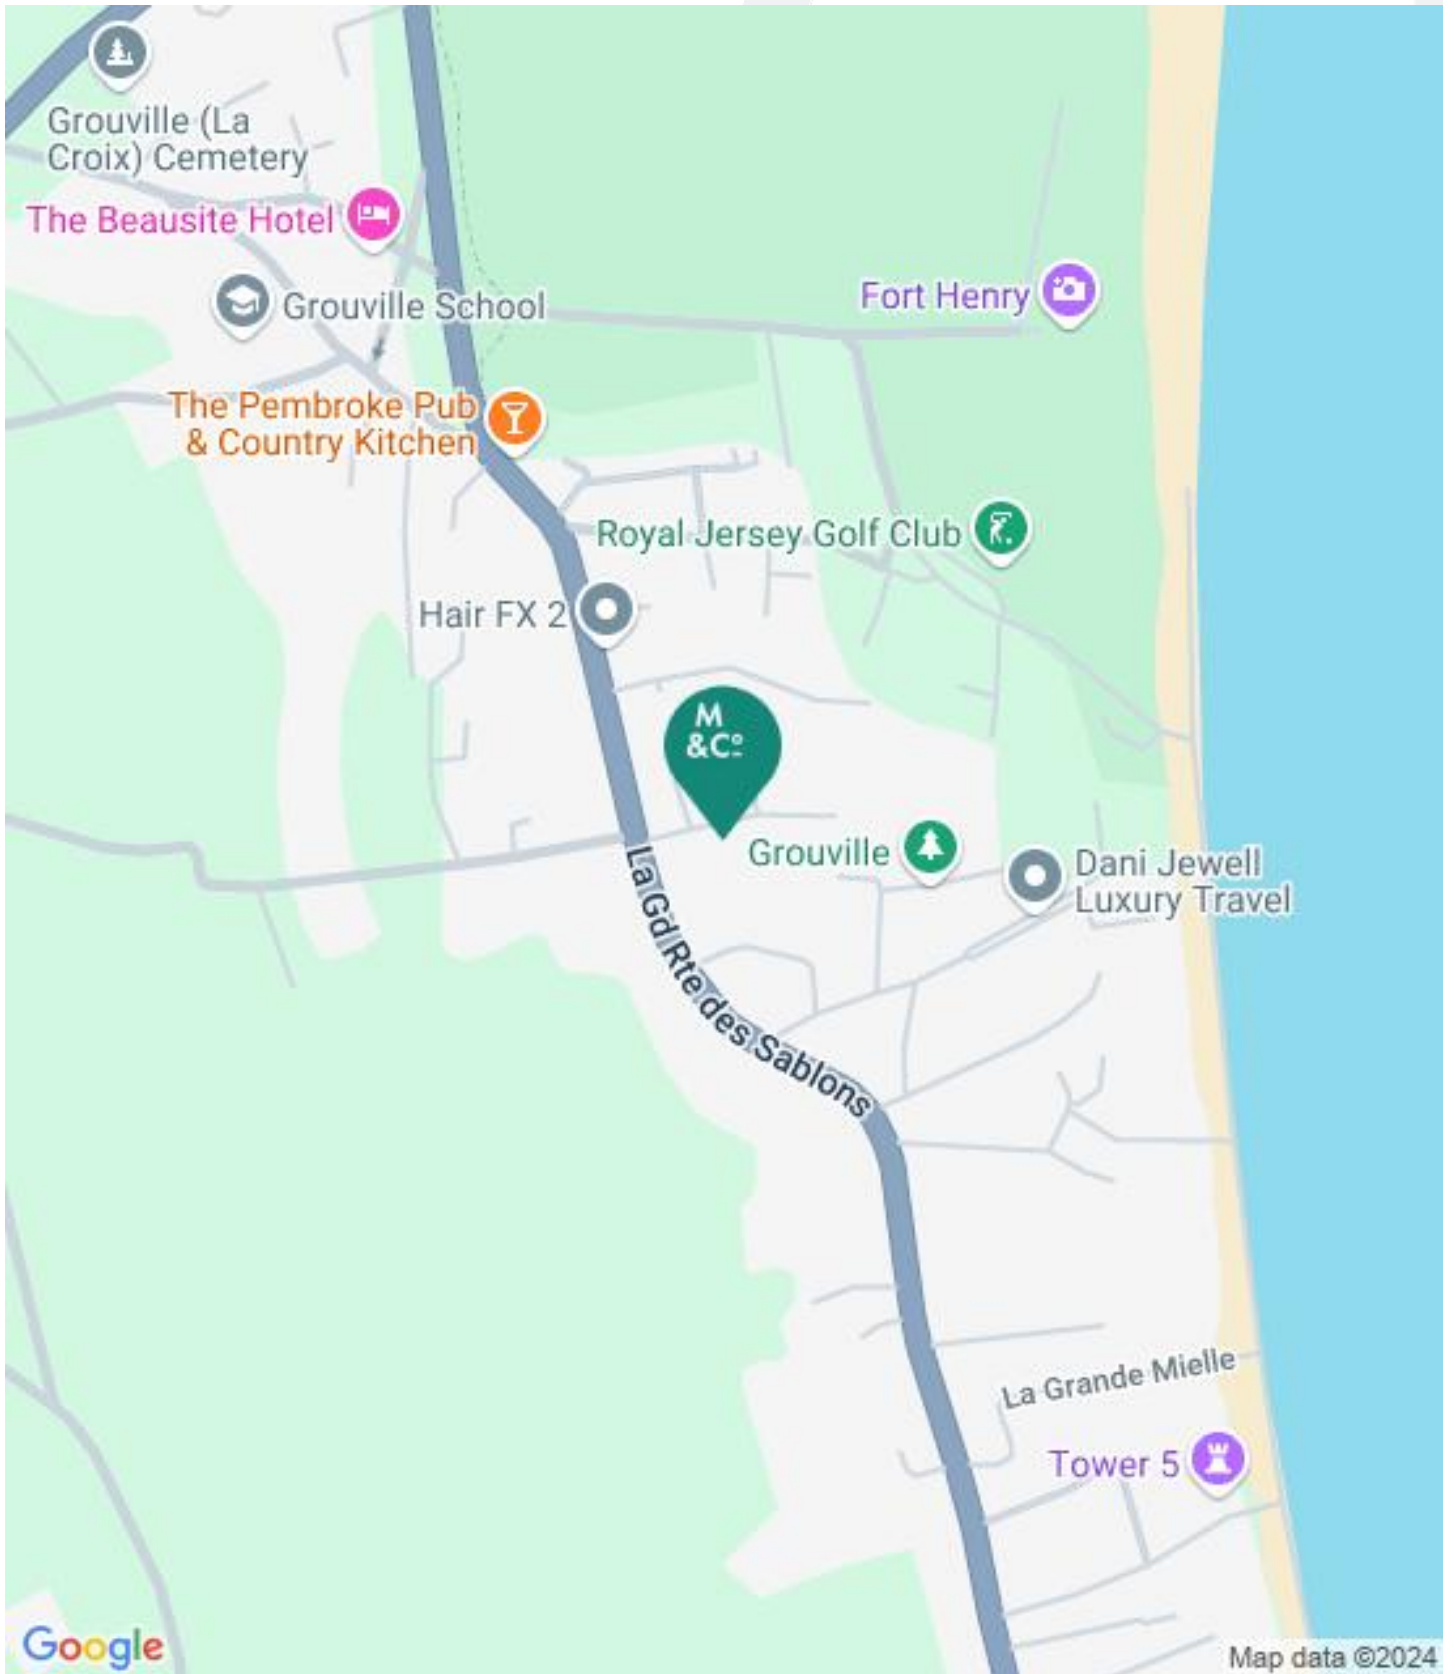 Grouville (La
Croix) Cemetery
The Beausite Hotel
Grouville School
Fort Henry
The Pembroke Pub
& Country Kitchen
Royal Jersey Golf Club
Hair FX 2
M
&Cº
Grouville
Dani Jewell
Luxury Travel
La Gd Rte des Sablons
La Grande Mielle
Tower 5
Google
Map data ©2024